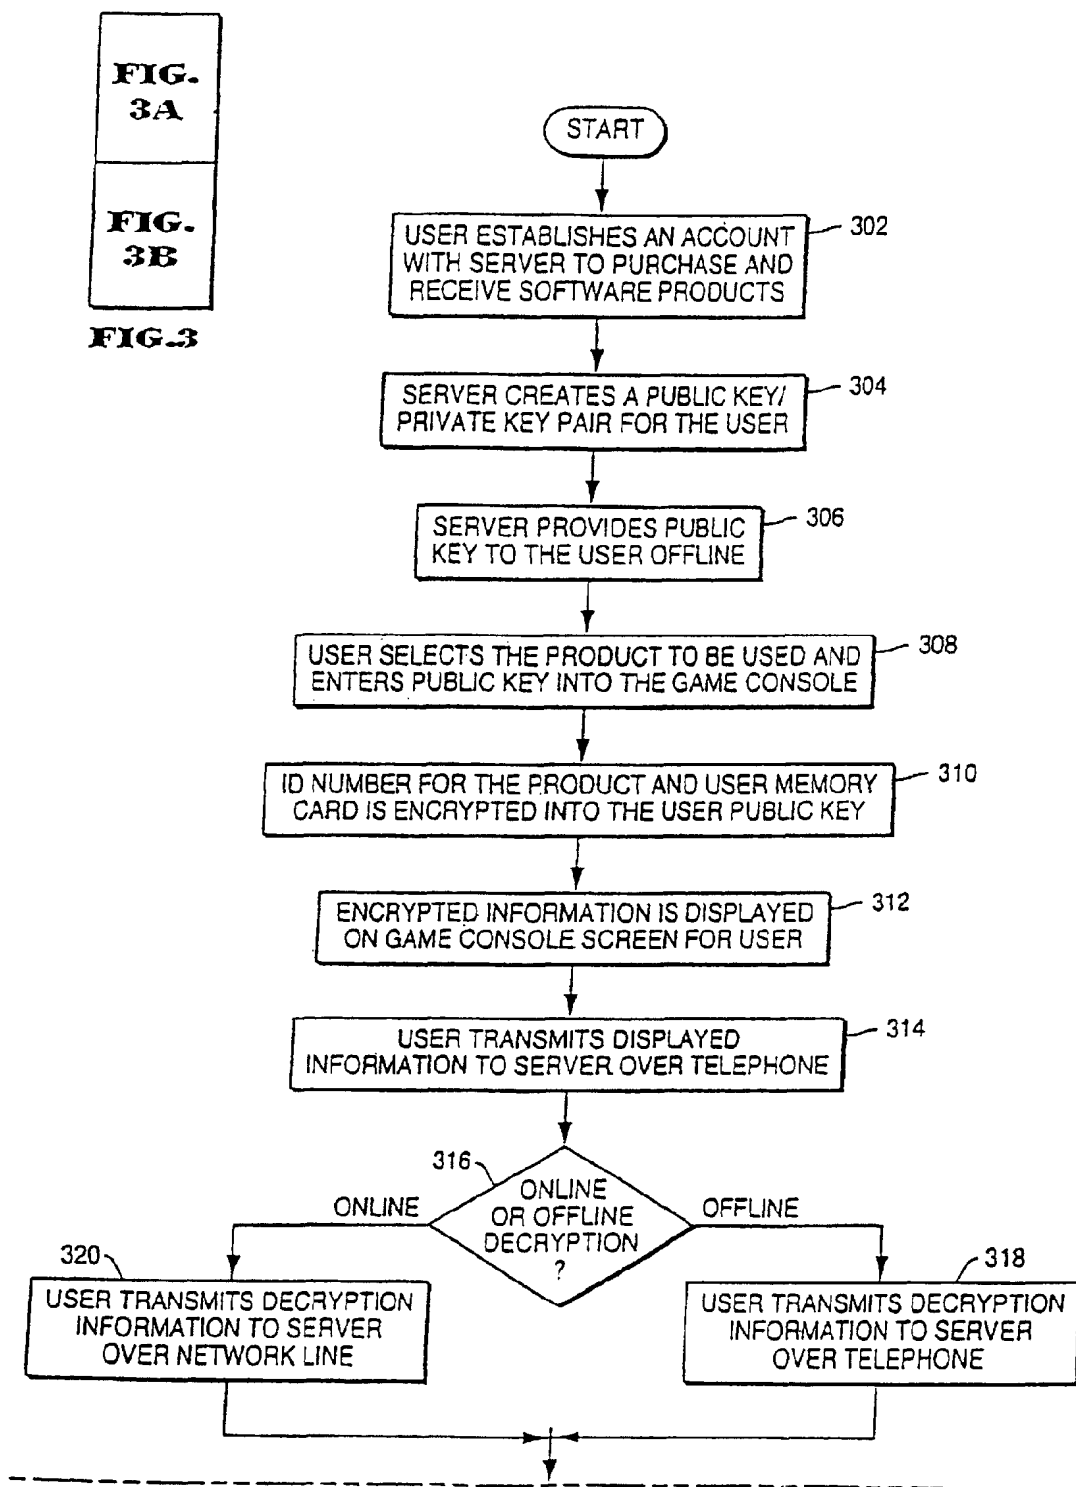 FIG.
3A
FIG.
3B
FIG.3
START
USER ESTABLISHES AN ACCOUNT
WITH SERVER TO PURCHASE AND
RECEIVE SOFTWARE PRODUCTS
302
SERVER CREATES A PUBLIC KEY/
PRIVATE KEY PAIR FOR THE USER
304
SERVER PROVIDES PUBLIC
KEY TO THE USER OFFLINE
306
USER SELECTS THE PRODUCT TO BE USED AND
ENTERS PUBLIC KEY INTO THE GAME CONSOLE
308
ID NUMBER FOR THE PRODUCT AND USER MEMORY
CARD IS ENCRYPTED INTO THE USER PUBLIC KEY
310
ENCRYPTED INFORMATION IS DISPLAYED
ON GAME CONSOLE SCREEN FOR USER
312
USER TRANSMITS DISPLAYED
INFORMATION TO SERVER OVER TELEPHONE
314
316
ONLINE
OR OFFLINE
DECRYPTION
?
ONLINE
OFFLINE
320
USER TRANSMITS DECRYPTION
INFORMATION TO SERVER
OVER NETWORK LINE
318
USER TRANSMITS DECRYPTION
INFORMATION TO SERVER
OVER TELEPHONE